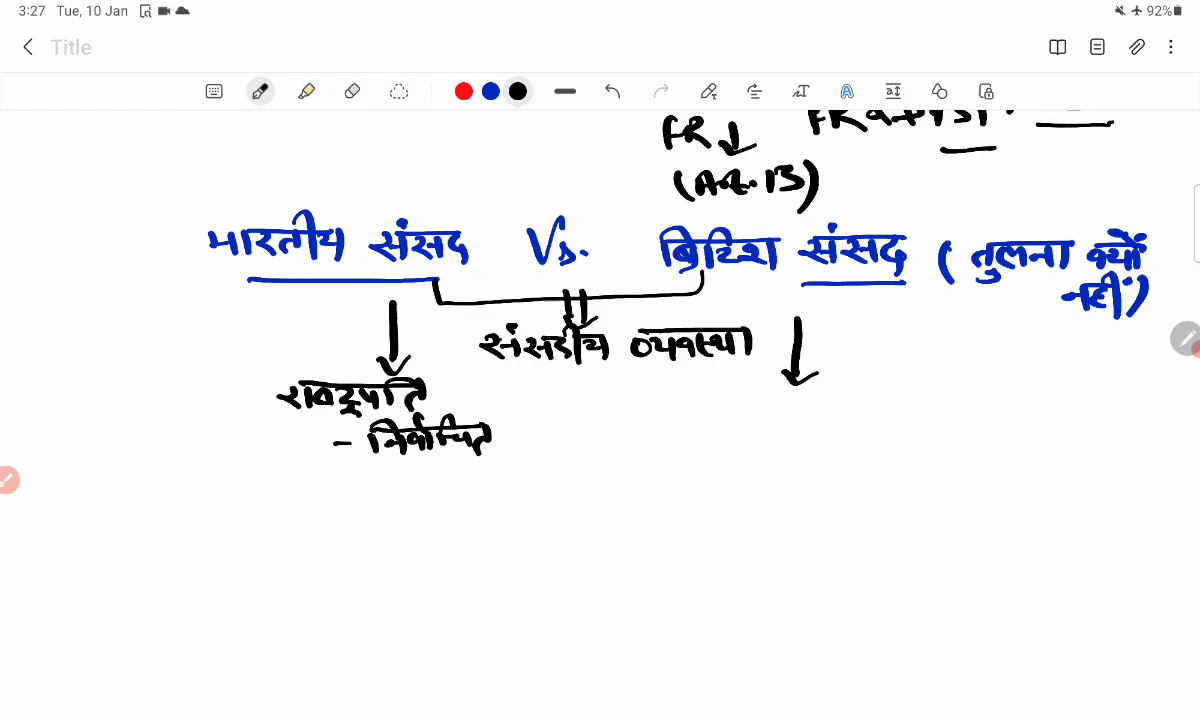 3:27 Tue, 10 Jan
92%
Title
FR
(Art. 13)
भारतीय संसद Vs. ब्रिटिश संसद (तुलना क्यों
नहीं)
संसदीय व्यवस्था
राष्ट्रपति
- निर्वाचित